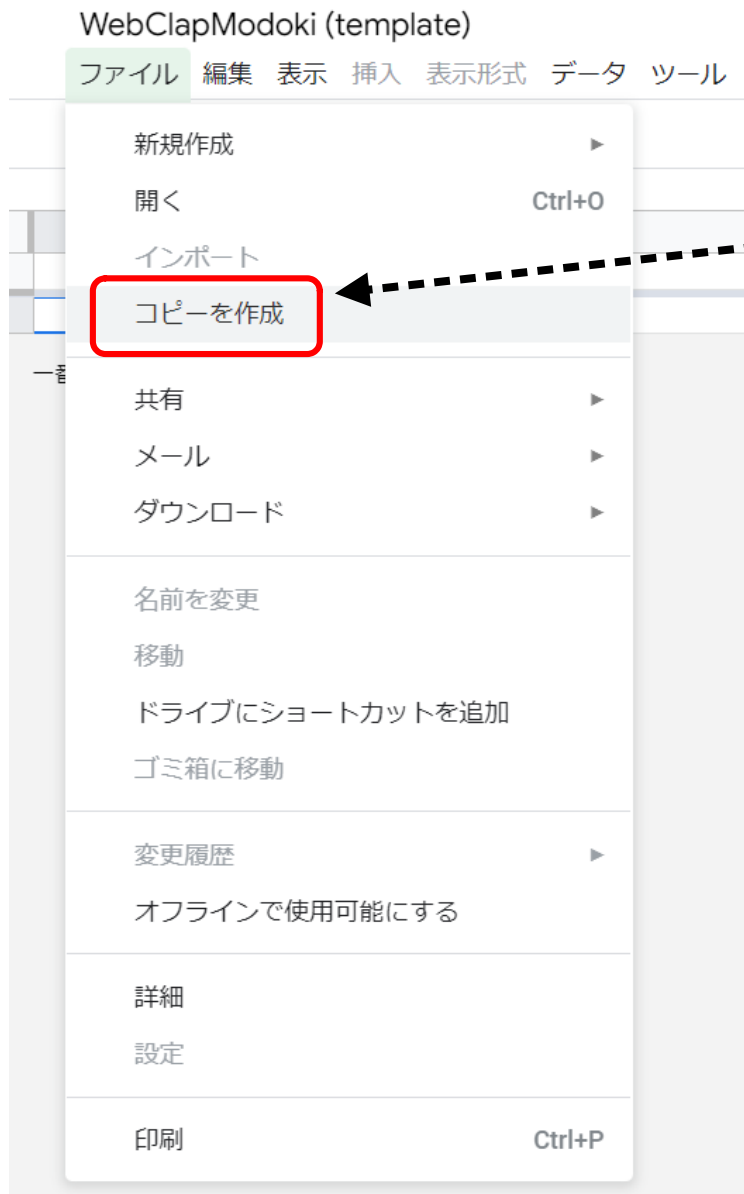 WebClapModoki (template)
ファイル 編集 表示 挿入 表示形式 データ ツール
新規作成 ►
開く Ctrl+O
インポート
コピーを作成
一番
共有 ►
メール ►
ダウンロード ►
名前を変更
移動
ドライブにショートカットを追加
ゴミ箱に移動
変更履歴 ►
オフラインで使用可能にする
詳細
設定
印刷 Ctrl+P